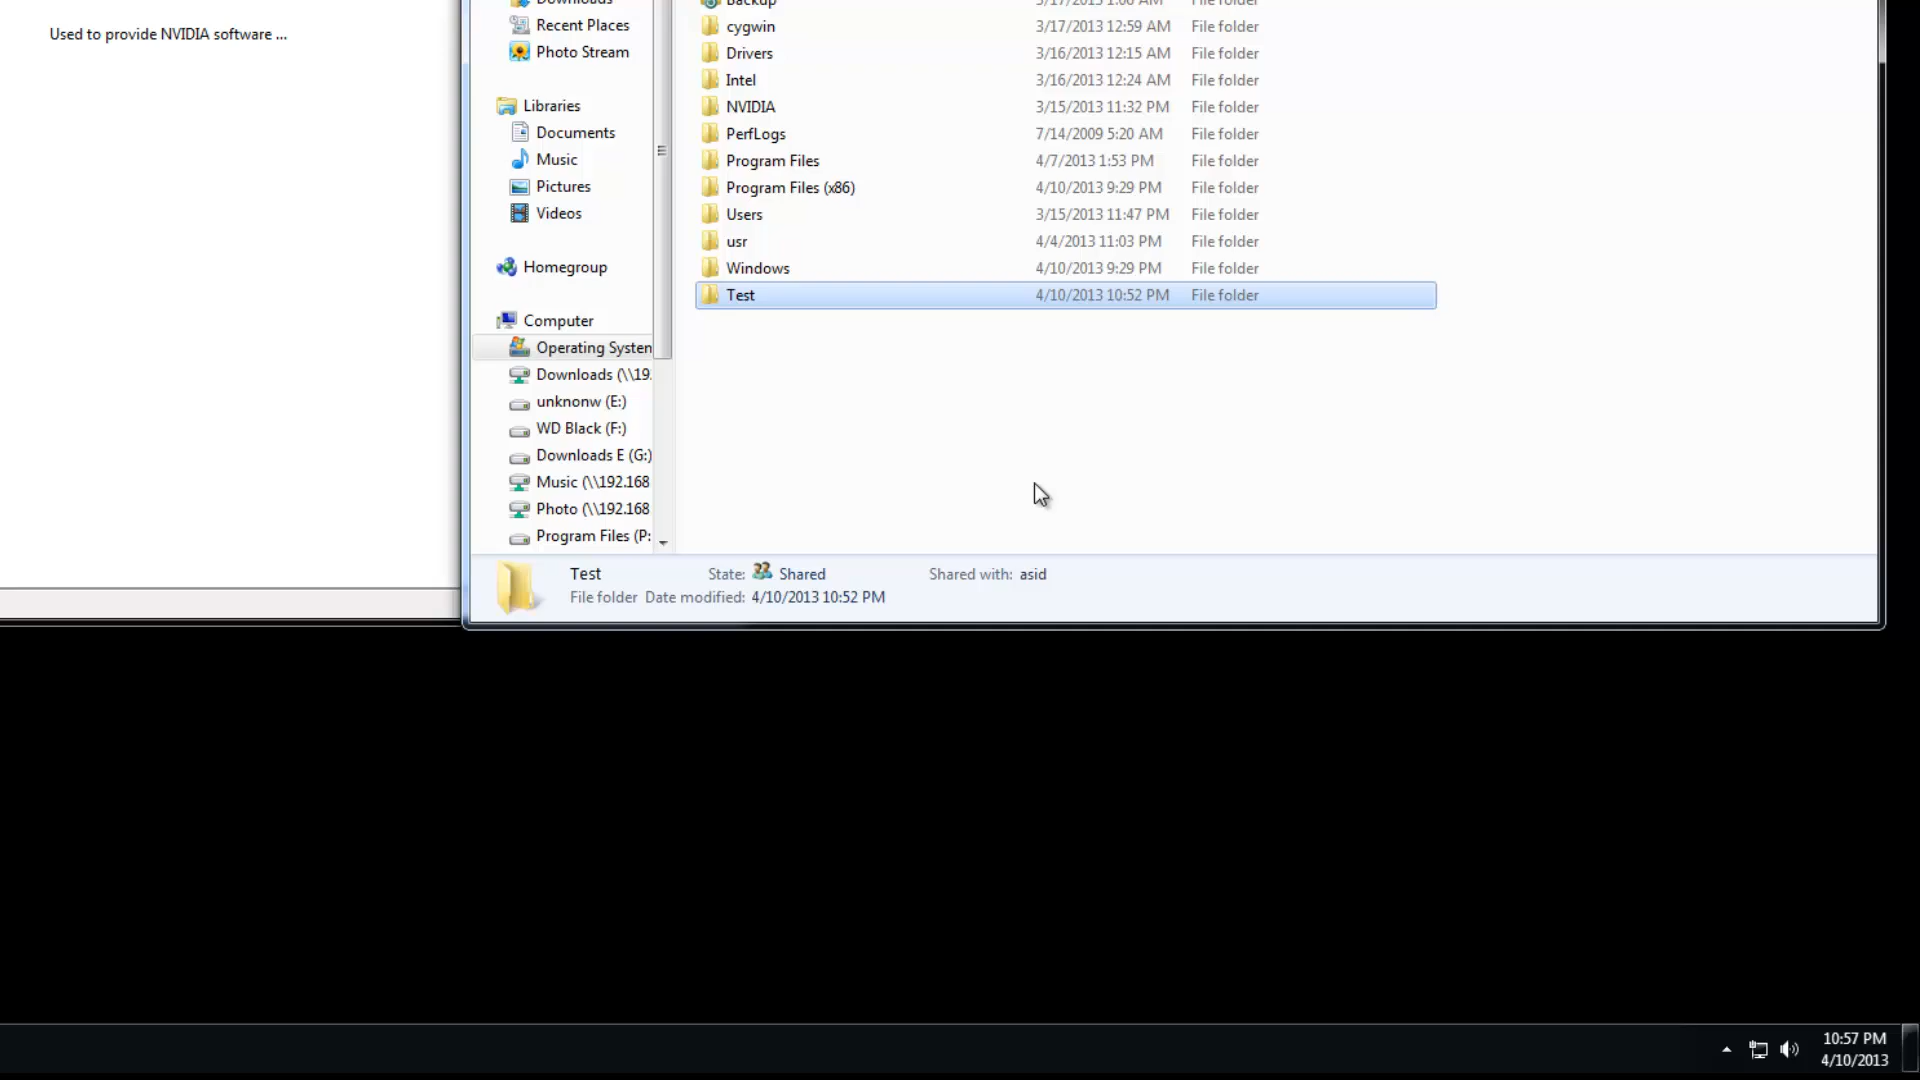 Used to provide NVIDIA software ...
Downloads
Recent Places
Photo Stream
Libraries
Documents
Music
Pictures
Videos
Homegroup
Computer
Operating System
Downloads (\\19
unknonw (E:)
WD Black (F:)
Downloads E (G:)
Music (\\192.168
Photo (\\192.168
Program Files (P:
Backup 3/17/2013 1:06 AM File folder
cygwin 3/17/2013 12:59 AM File folder
Drivers 3/16/2013 12:15 AM File folder
Intel 3/16/2013 12:24 AM File folder
NVIDIA 3/15/2013 11:32 PM File folder
PerfLogs 7/14/2009 5:20 AM File folder
Program Files 4/7/2013 1:53 PM File folder
Program Files (x86) 4/10/2013 9:29 PM File folder
Users 3/15/2013 11:47 PM File folder
usr 4/4/2013 11:03 PM File folder
Windows 4/10/2013 9:29 PM File folder
Test 4/10/2013 10:52 PM File folder
Test State: Shared Shared with: asid
File folder Date modified: 4/10/2013 10:52 PM
10:57 PM
4/10/2013